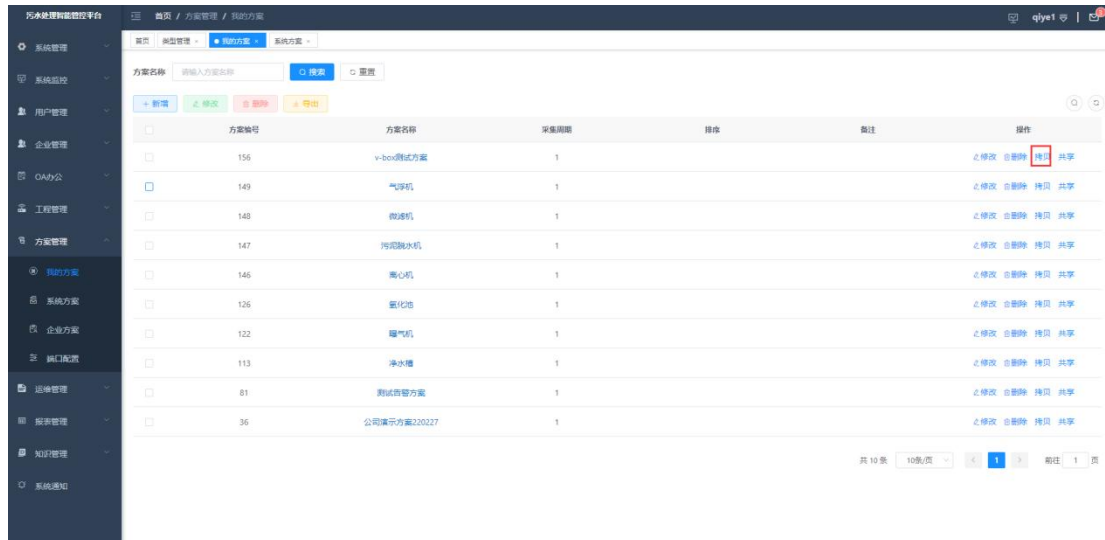 污水处理智能管控平台
首页 / 方案管理 / 我的方案
qiye1
首页 类型管理 × 我的方案 × 系统方案 ×
方案名称 请输入方案名称 搜索 重置
+ 新增 修改 删除 导出
方案编号 方案名称 采集周期 排序 备注 操作
156 v-box测试方案 1 修改 删除 拷贝 共享
149 气浮机 1 修改 删除 拷贝 共享
148 微滤机 1 修改 删除 拷贝 共享
147 污泥脱水机 1 修改 删除 拷贝 共享
146 离心机 1 修改 删除 拷贝 共享
126 氧化池 1 修改 删除 拷贝 共享
122 曝气机 1 修改 删除 拷贝 共享
113 净水槽 1 修改 删除 拷贝 共享
81 测试告警方案 1 修改 删除 拷贝 共享
36 公司演示方案220227 1 修改 删除 拷贝 共享
共 10 条 10条/页 < 1 > 前往 1 页
系统管理
系统监控
用户管理
企业管理
OA办公
工程管理
方案管理
我的方案
系统方案
企业方案
端口配置
运维管理
报表管理
知识管理
系统通知